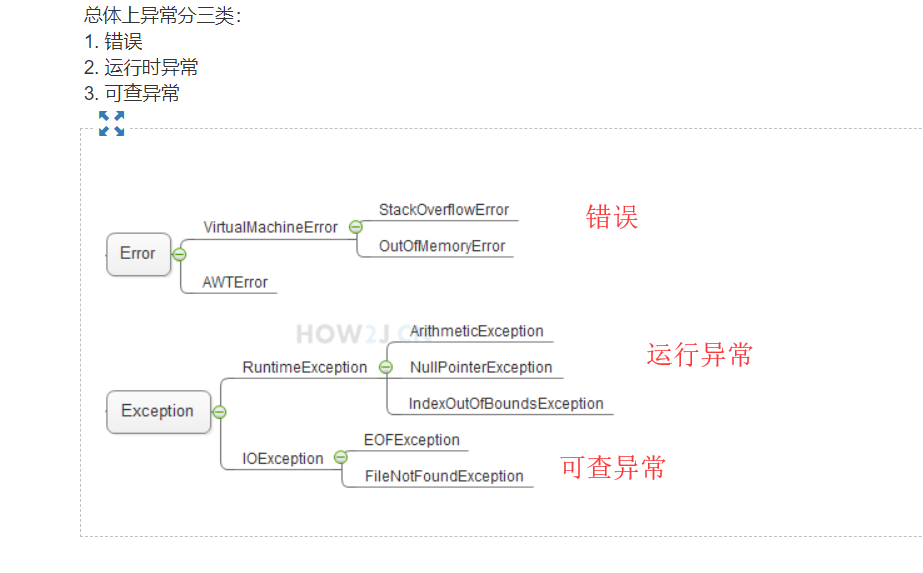 总体上异常分三类：
1. 错误
2. 运行时异常
3. 可查异常
StackOverflowError
错误
VirtualMachineError
OutOfMemoryError
Error
AWTError
HOW2J.CN
ArithmeticException
运行异常
RuntimeException
NullPointerException
IndexOutOfBoundsException
Exception
EOFException
可查异常
IOException
FileNotFoundException